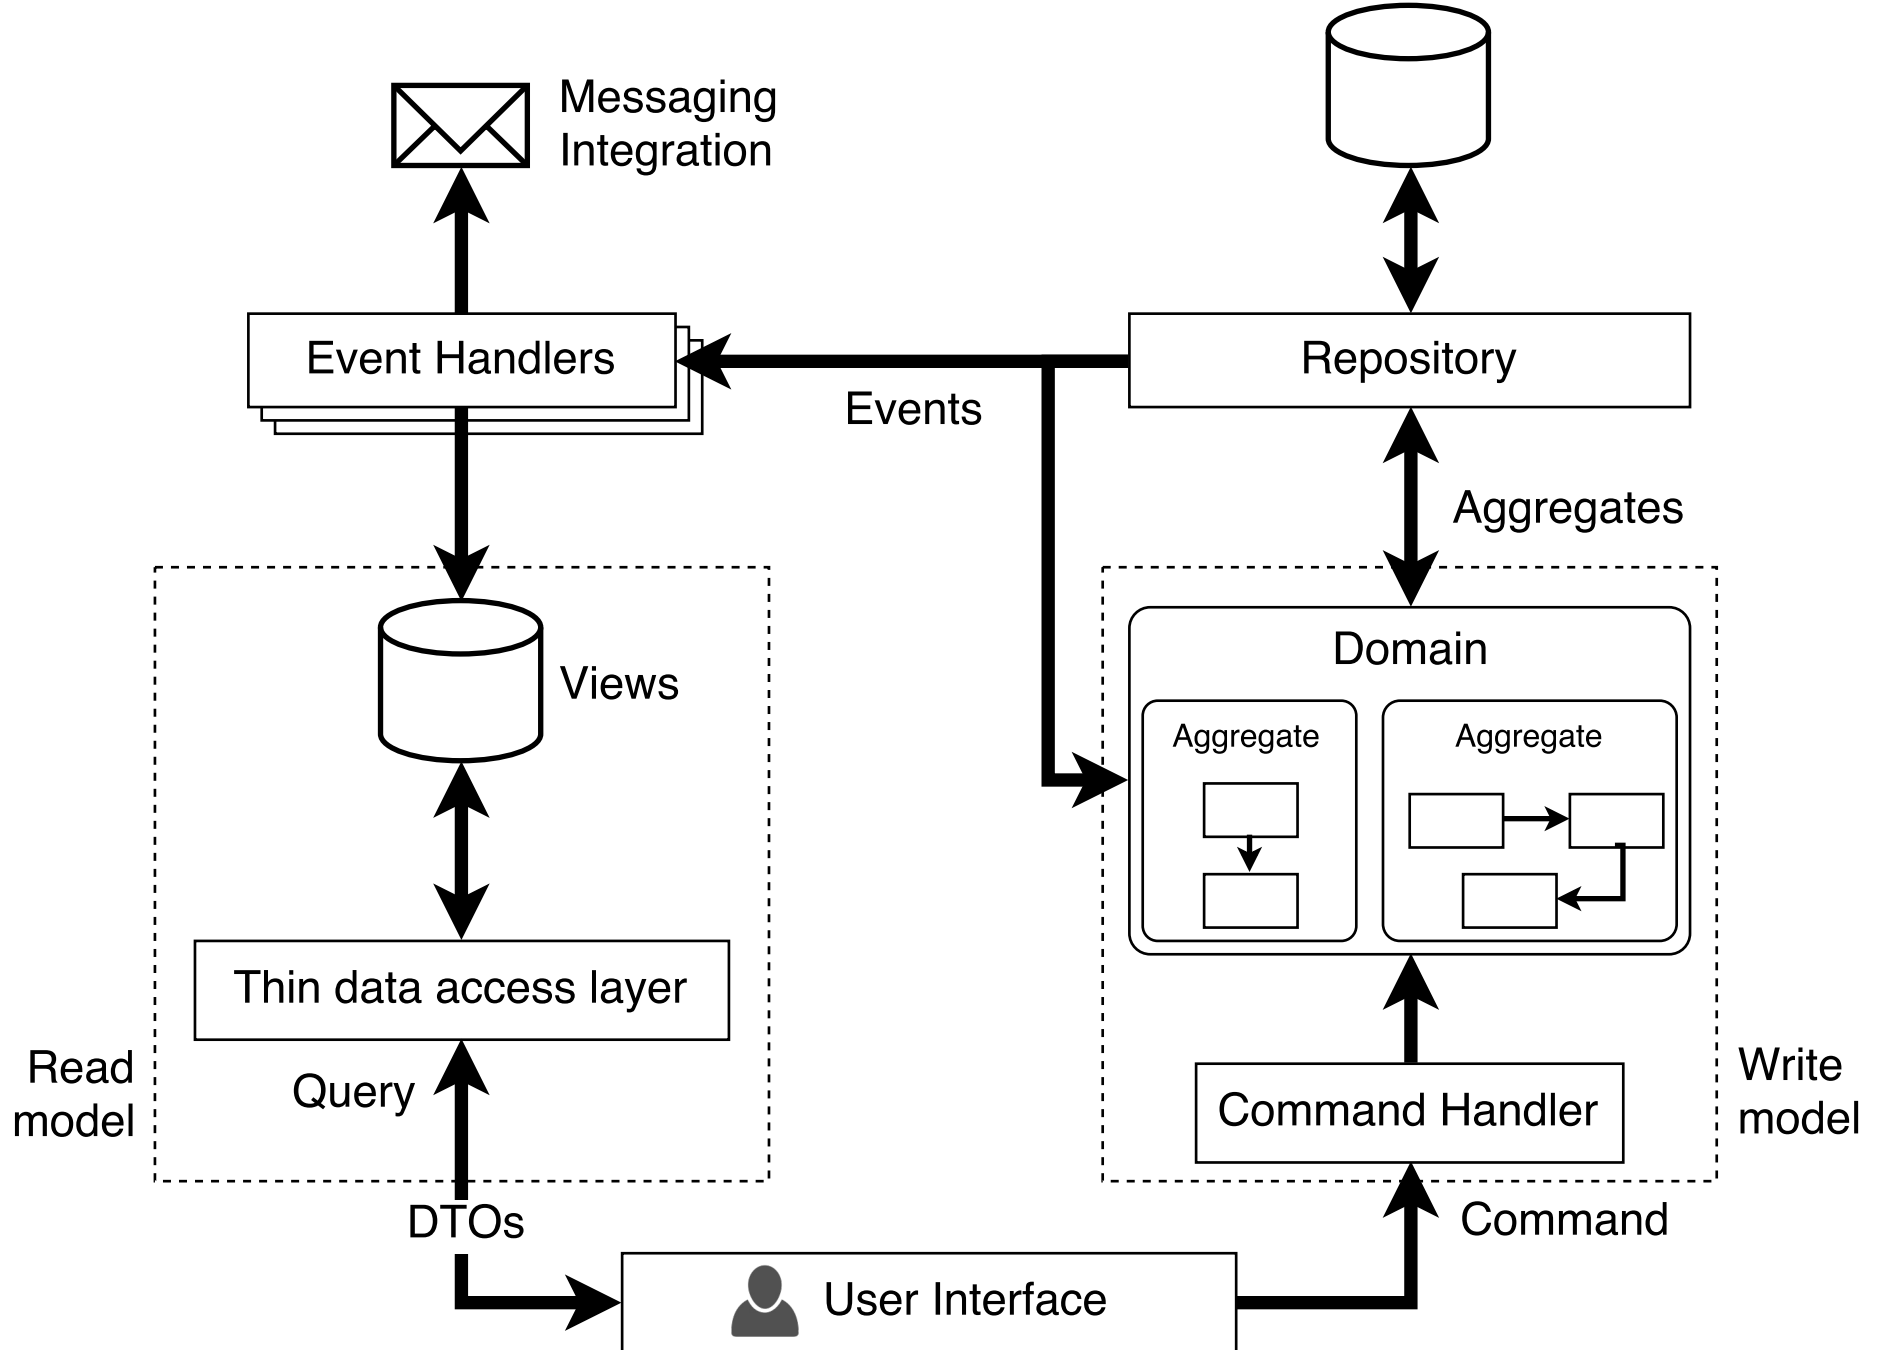 Messaging
Integration
Event Handlers
Repository
Events
Aggregates
Domain
Views
Aggregate
Aggregate
Thin data access layer
Read
model
Query
Command Handler
Write
model
DTOs
Command
User Interface